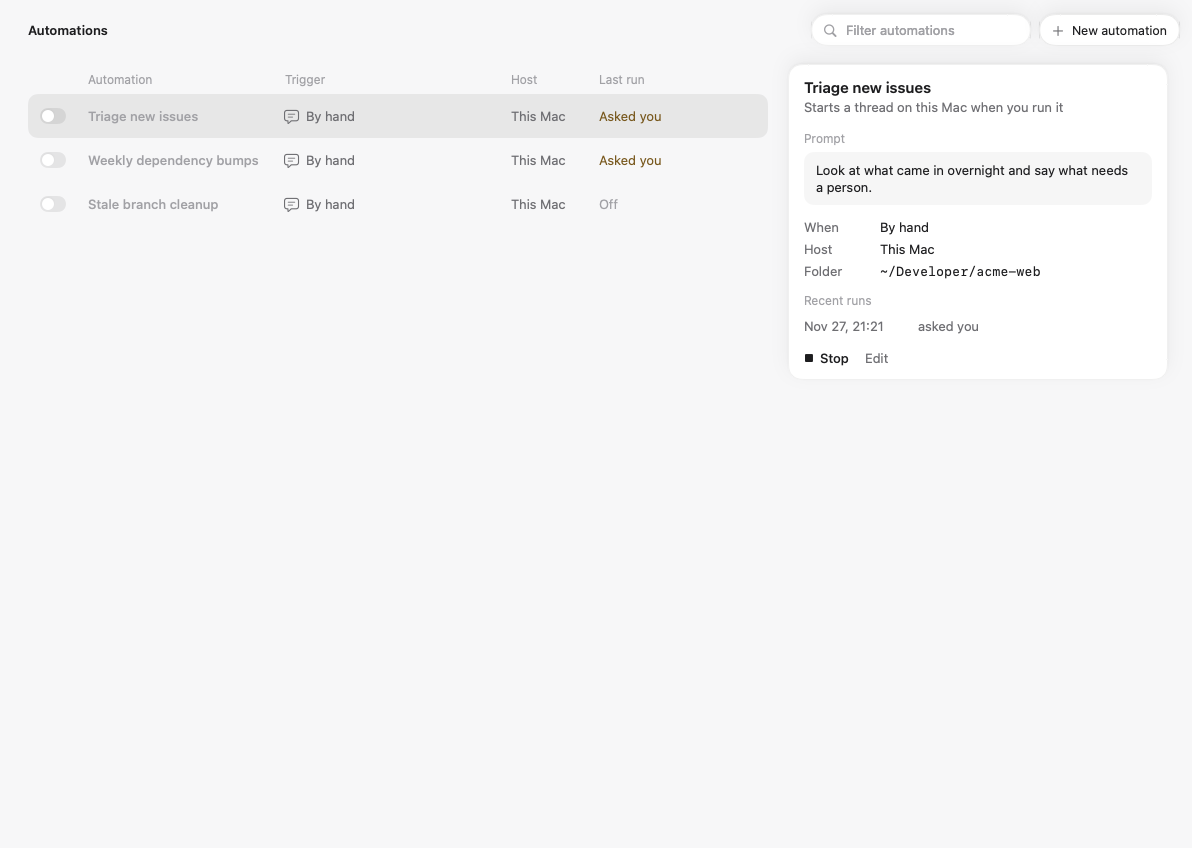 Automations
Filter automations
New automation
Automation Trigger Host Last run
Triage new issues By hand This Mac Asked you
Weekly dependency bumps By hand This Mac Asked you
Stale branch cleanup By hand This Mac Off
Triage new issues
Starts a thread on this Mac when you run it
Prompt
Look at what came in overnight and say what needs
a person.
When By hand
Host This Mac
Folder ~/Developer/acme-web
Recent runs
Nov 27, 21:21 asked you
Stop Edit